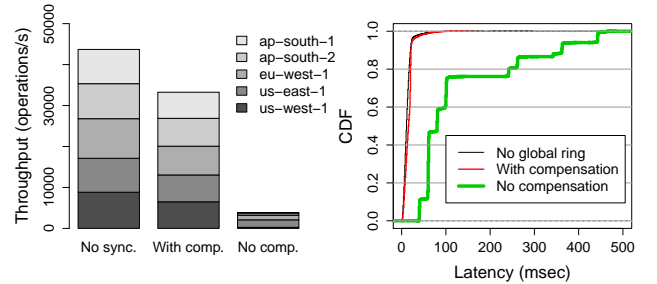 Throughput (operations/s)
50000
30000
10000
0
ap−south−1
ap−south−2
eu−west−1
us−east−1
us−west−1
No sync.
With comp.
No comp.
CDF
1.0
0.8
0.6
0.4
0.2
0.0
No global ring
With compensation
No compensation
0
100
200
300
400
500
Latency (msec)